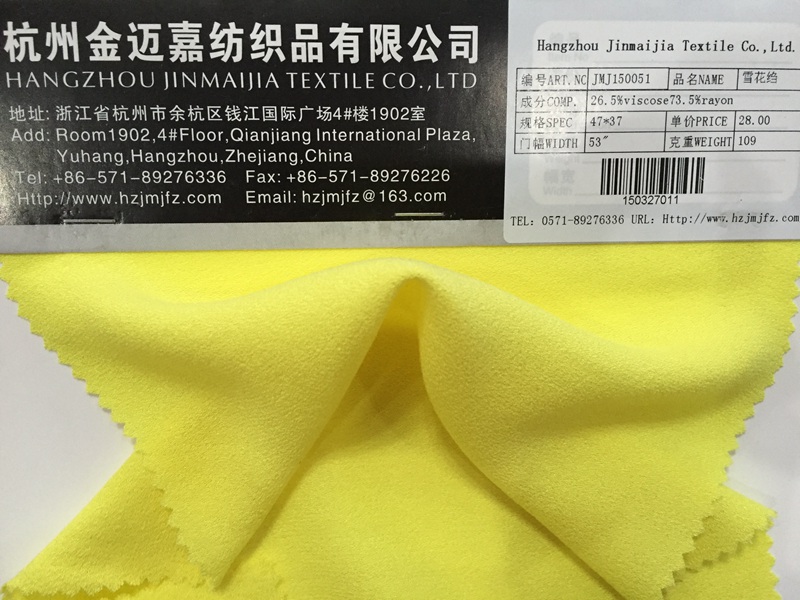 杭州金迈嘉纺织品有限公司
HANGZHOU JINMAIJIA TEXTILE CO.,LTD
地址: 浙江省杭州市余杭区钱江国际广场4#楼1902室
Add: Room1902,4#Floor,Qianjiang International Plaza,
Yuhang,Hangzhou,Zhejiang,China
Tel: +86-571-89276336 Fax: +86-571-89276226
Http://www.hzjmjfz.com Email: hzjmjfz@163.com
Hangzhou Jinmaijia Textile Co.,Ltd.
编号ART.NO JMJ150051 品名NAME 雪花绉
成分COMP. 26.5%viscose73.5%rayon
规格SPEC 47*37 单价PRICE 28.00
门幅WIDTH 53″ 克重WEIGHT 109
150327011
TEL: 0571-89276336 URL: Http://www.hzjmjfz.com